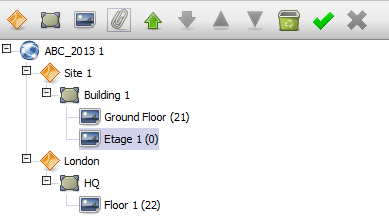 ABC_2013 1
Site 1
Building 1
Ground Floor (21)
Etage 1 (0)
London
HQ
Floor 1 (22)